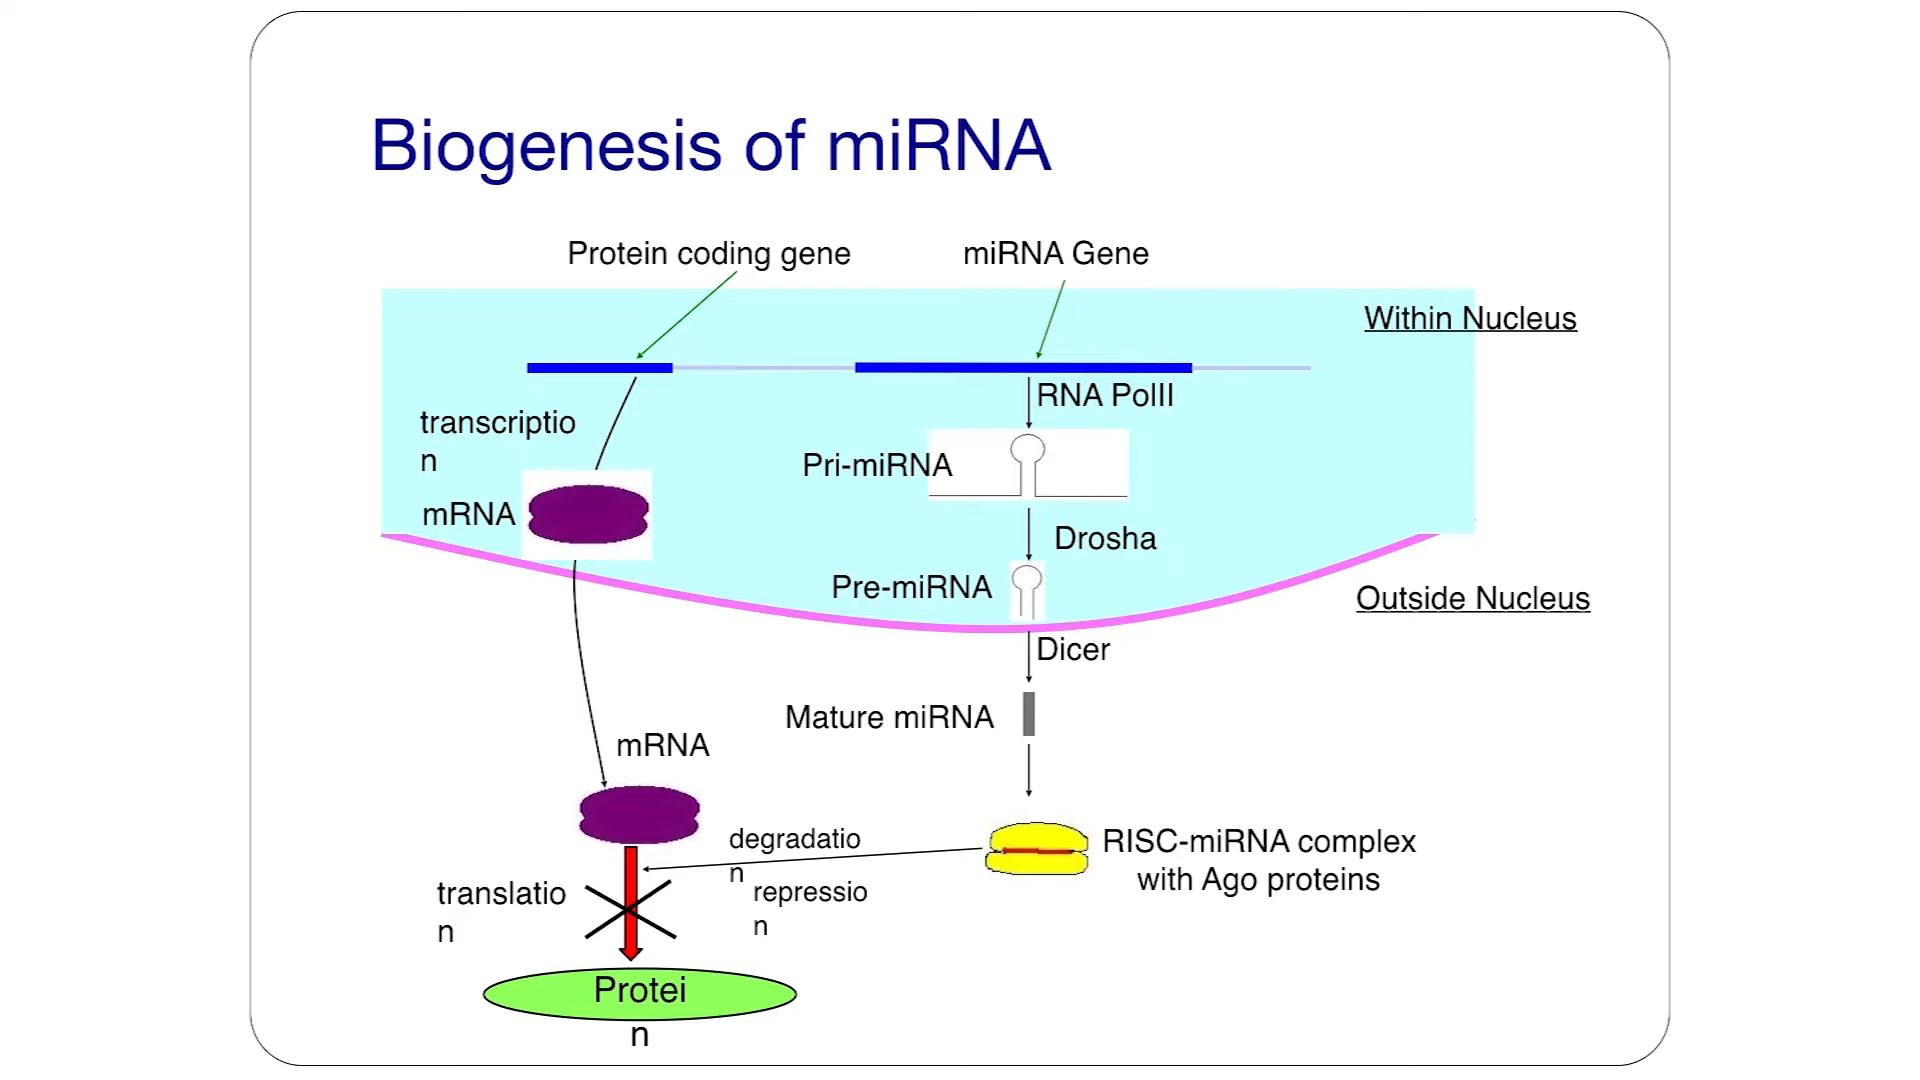 Biogenesis of miRNA
Protein coding gene
miRNA Gene
Within Nucleus
RNA PolII
transcriptio
n
Pri-miRNA
mRNA
Drosha
Pre-miRNA
Outside Nucleus
Dicer
Mature miRNA
mRNA
degradatio
n
RISC-miRNA complex
with Ago proteins
translatio
n
repressio
n
Protei
n